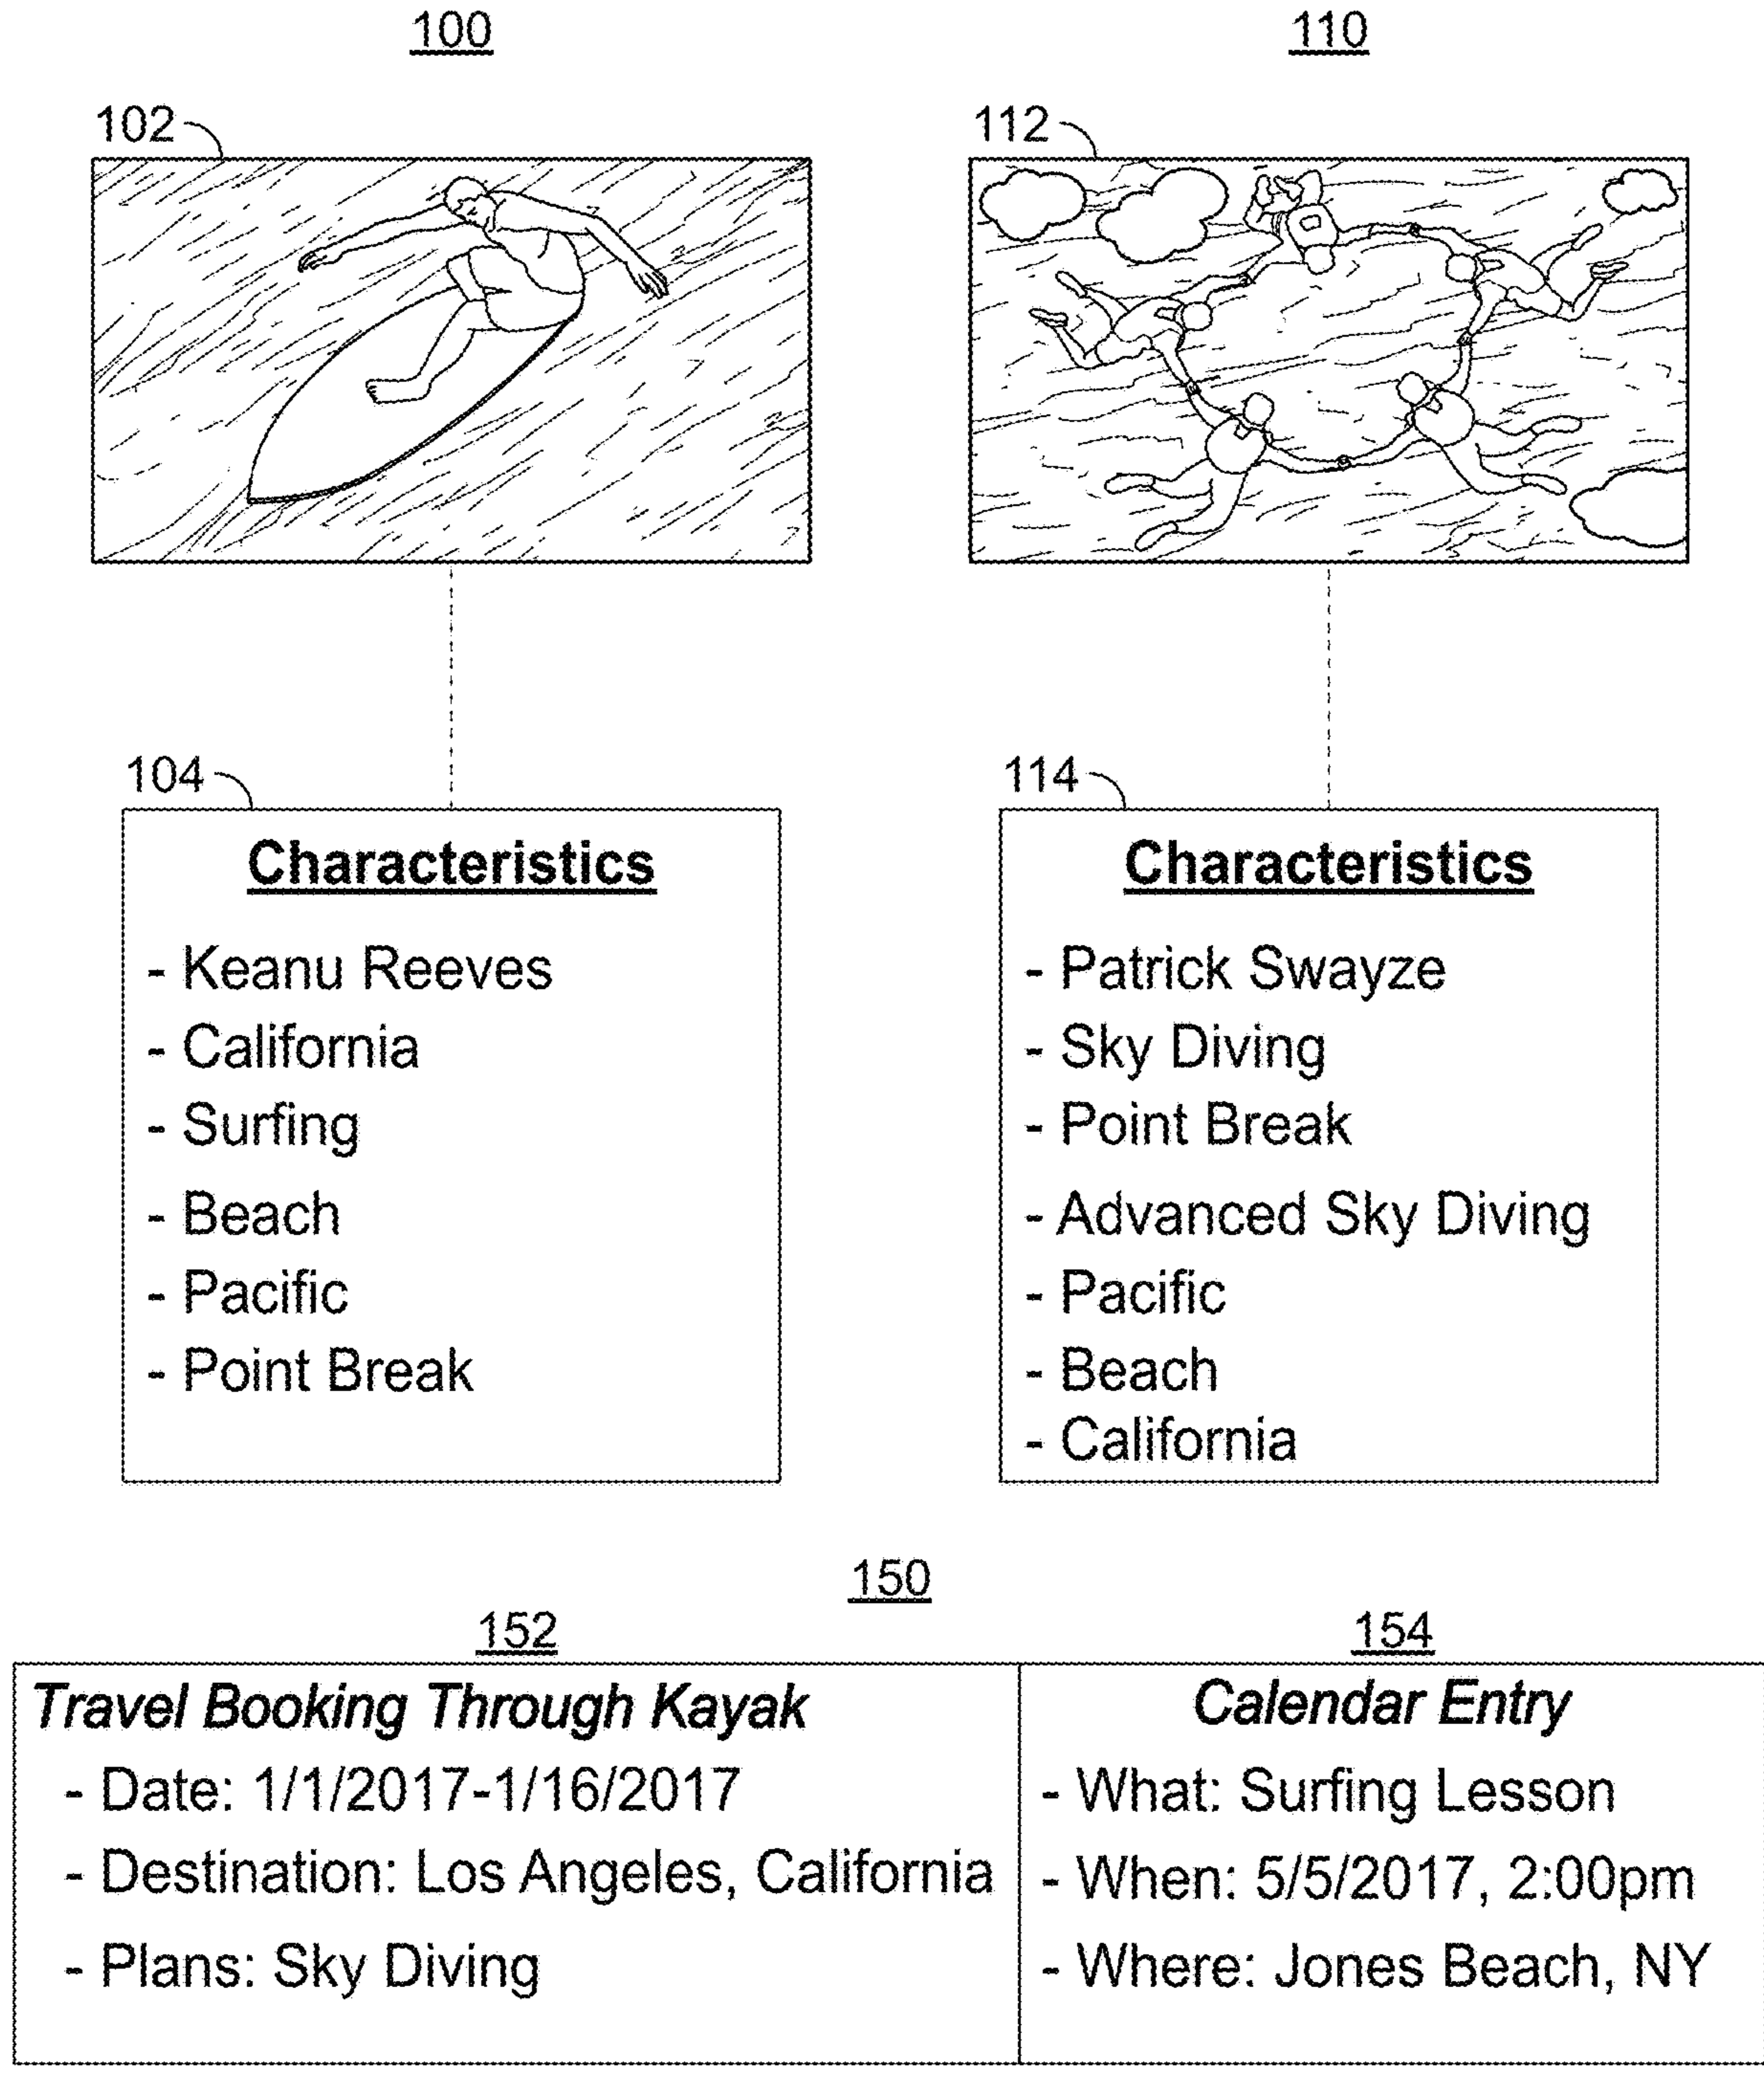 100
110
102
112
104
114
Characteristics
- Keanu Reeves
- California
- Surfing
- Beach
- Pacific
- Point Break
Characteristics
- Patrick Swayze
- Sky Diving
- Point Break
- Advanced Sky Diving
- Pacific
- Beach
- California
150
152
154
Travel Booking Through Kayak
- Date: 1/1/2017-1/16/2017
- Destination: Los Angeles, California
- Plans: Sky Diving
Calendar Entry
- What: Surfing Lesson
- When: 5/5/2017, 2:00pm
- Where: Jones Beach, NY